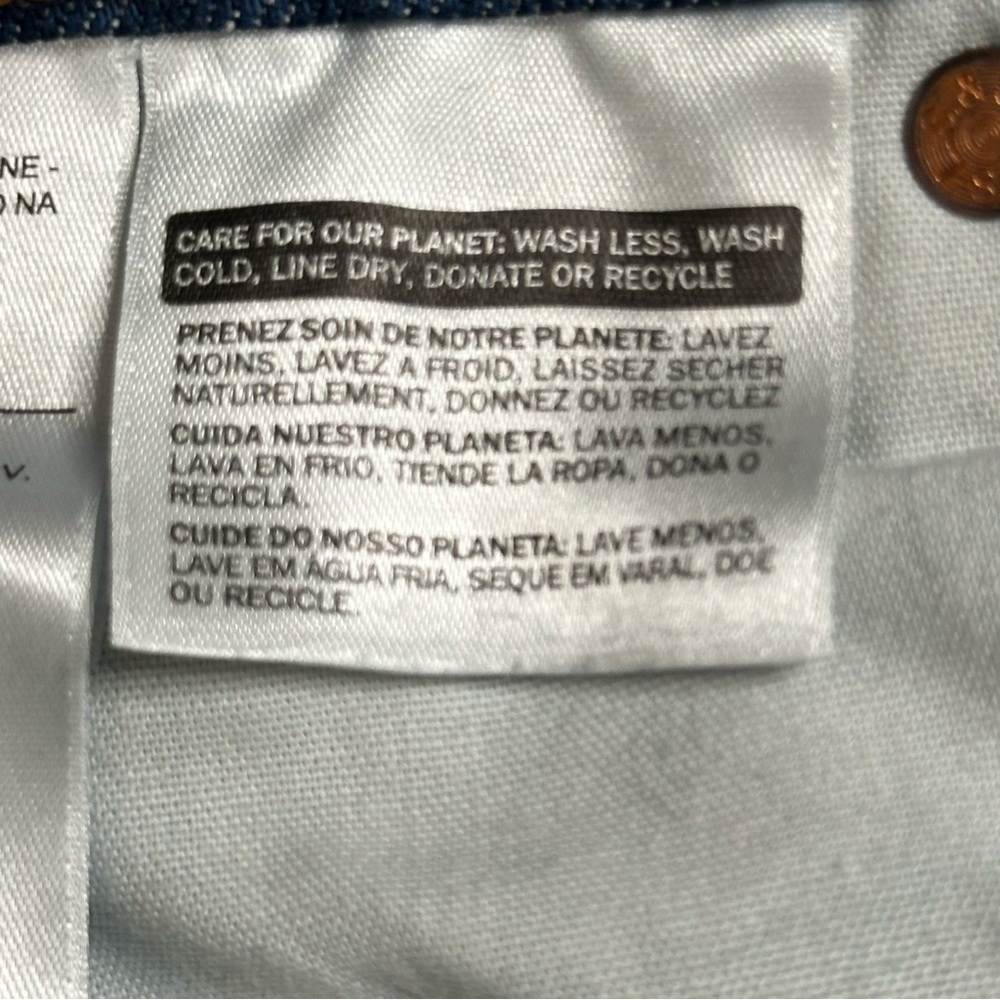 NE -
O NA
V.
CARE FOR OUR PLANET: WASH LESS, WASH
COLD, LINE DRY, DONATE OR RECYCLE
PRENEZ SOIN DE NOTRE PLANETE: LAVEZ
MOINS, LAVEZ A FROID, LAISSEZ SECHER
NATURELLEMENT, DONNEZ OU RECYCLEZ
CUIDA NUESTRO PLANETA: LAVA MENOS,
LAVA EN FRIO, TIENDE LA ROPA, DONA O
RECICLA.
CUIDE DO NOSSO PLANETA: LAVE MENOS,
LAVE EM ÁGUA FRIA, SEQUE EM VARAL, DOE
OU RECICLE.